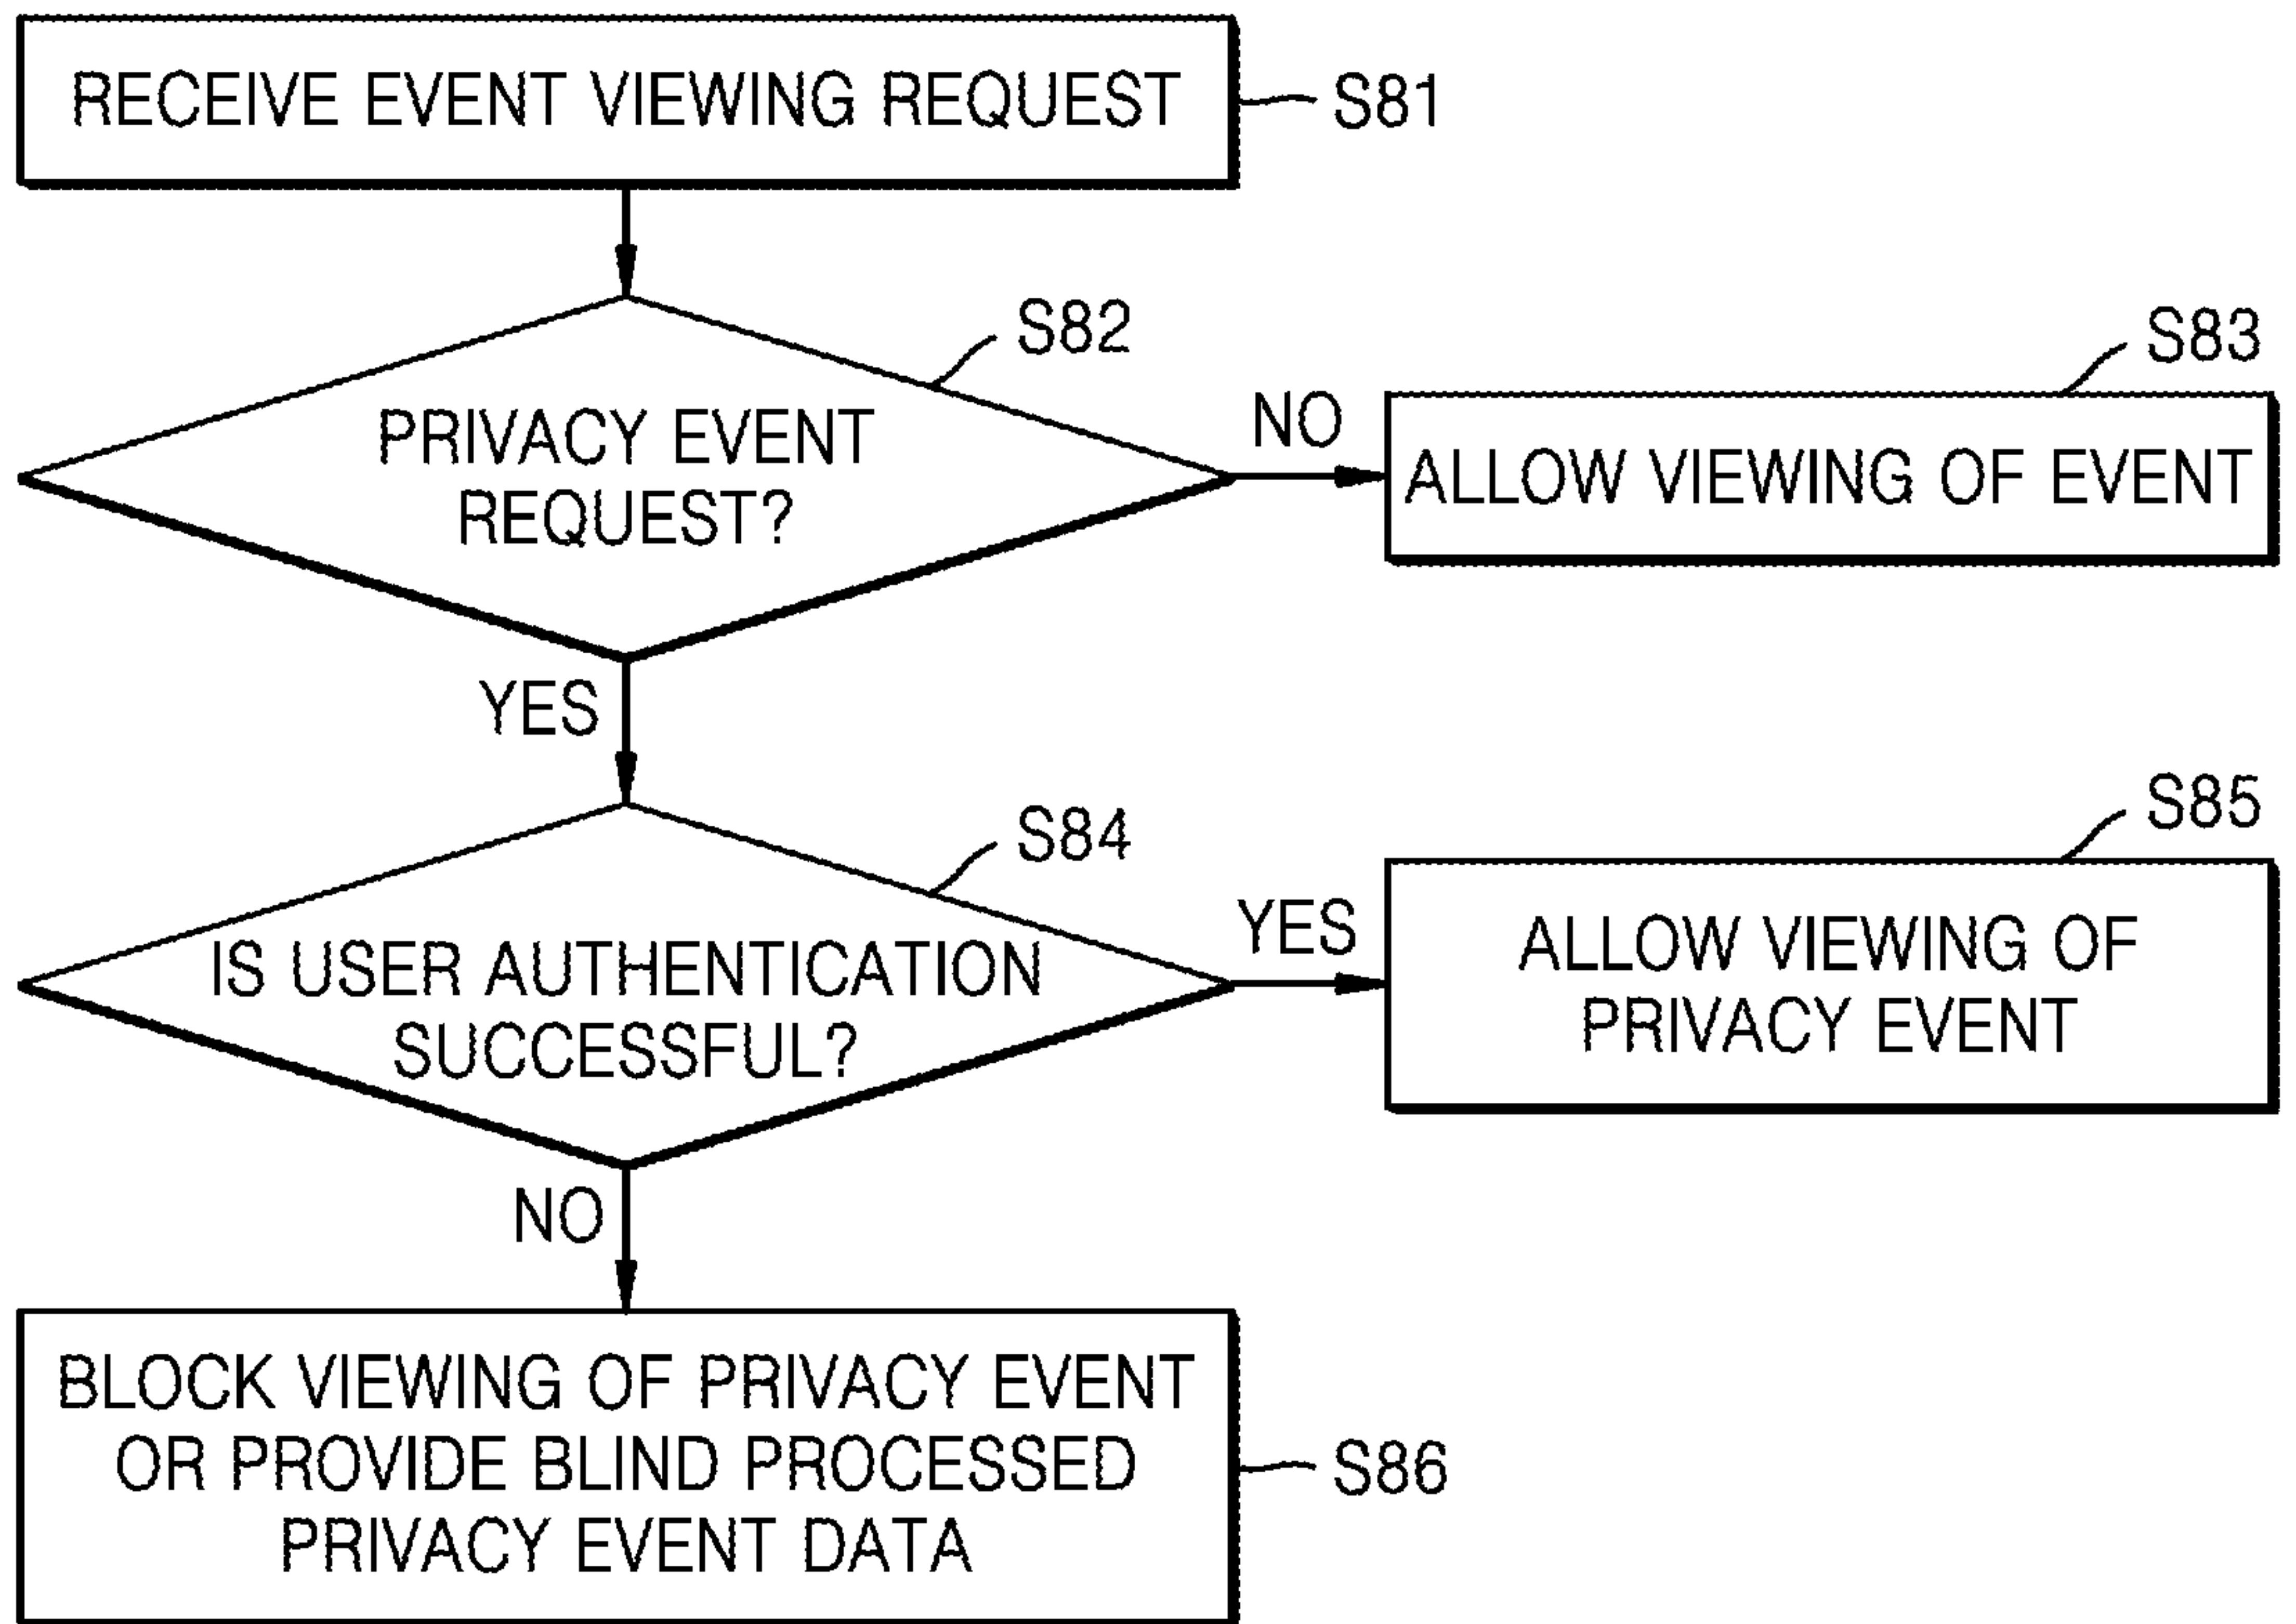 RECEIVE EVENT VIEWING REQUEST
S81
S82
PRIVACY EVENT
REQUEST?
NO
S83
ALLOW VIEWING OF EVENT
YES
S84
IS USER AUTHENTICATION
SUCCESSFUL?
YES
S85
ALLOW VIEWING OF
PRIVACY EVENT
NO
BLOCK VIEWING OF PRIVACY EVENT
OR PROVIDE BLIND PROCESSED
PRIVACY EVENT DATA
S86